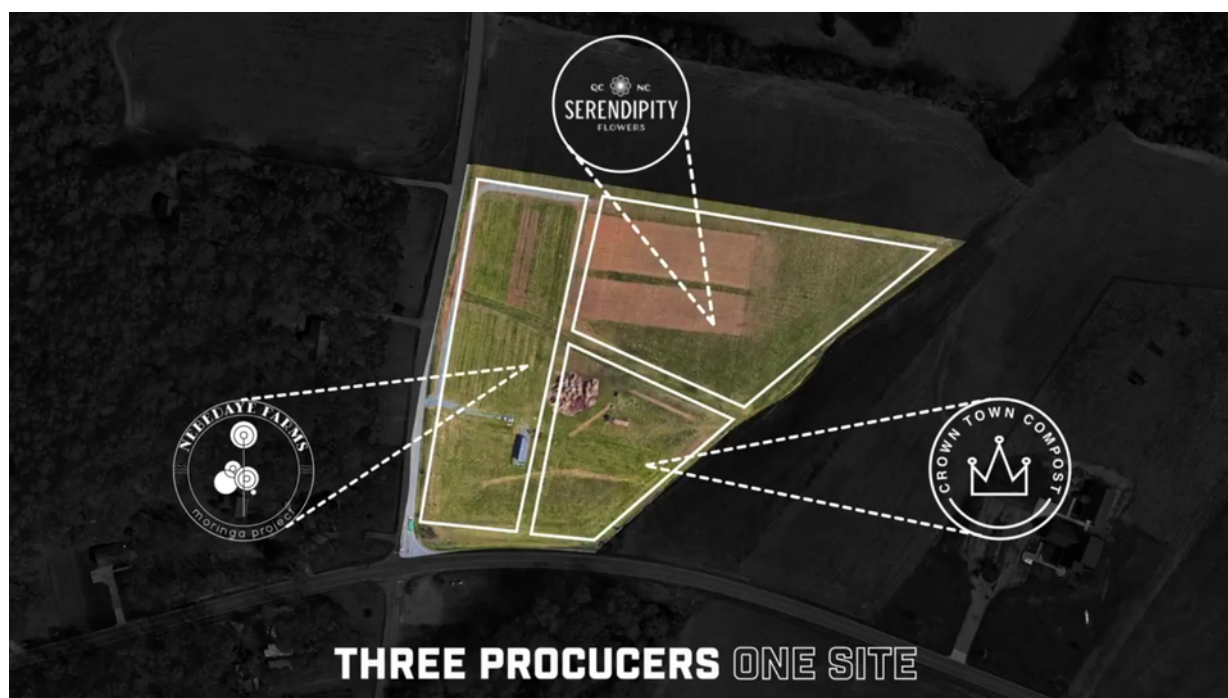 QC NC
SERENDIPITY
FLOWERS
NEBEDAYE FARMS
moringa project
CROWN TOWN COMPOST
THREE PROCUCERS ONE SITE